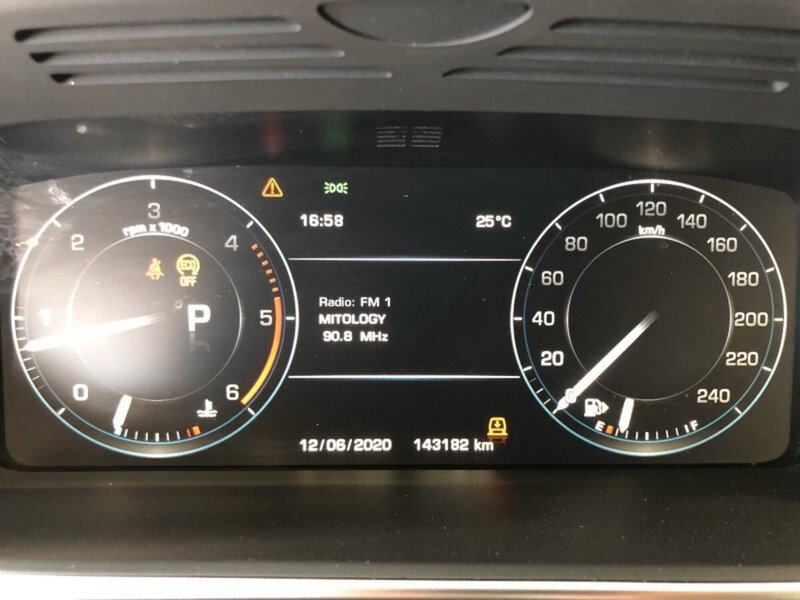 16:58
25°C
rpm x 1000
0
1
2
3
4
5
6
ECO
OFF
P
Radio: FM 1
MITOLOGY
90.8 MHz
0
20
40
60
80
100
120
140
160
180
200
220
240
km/h
E
F
12/06/2020
143182 km